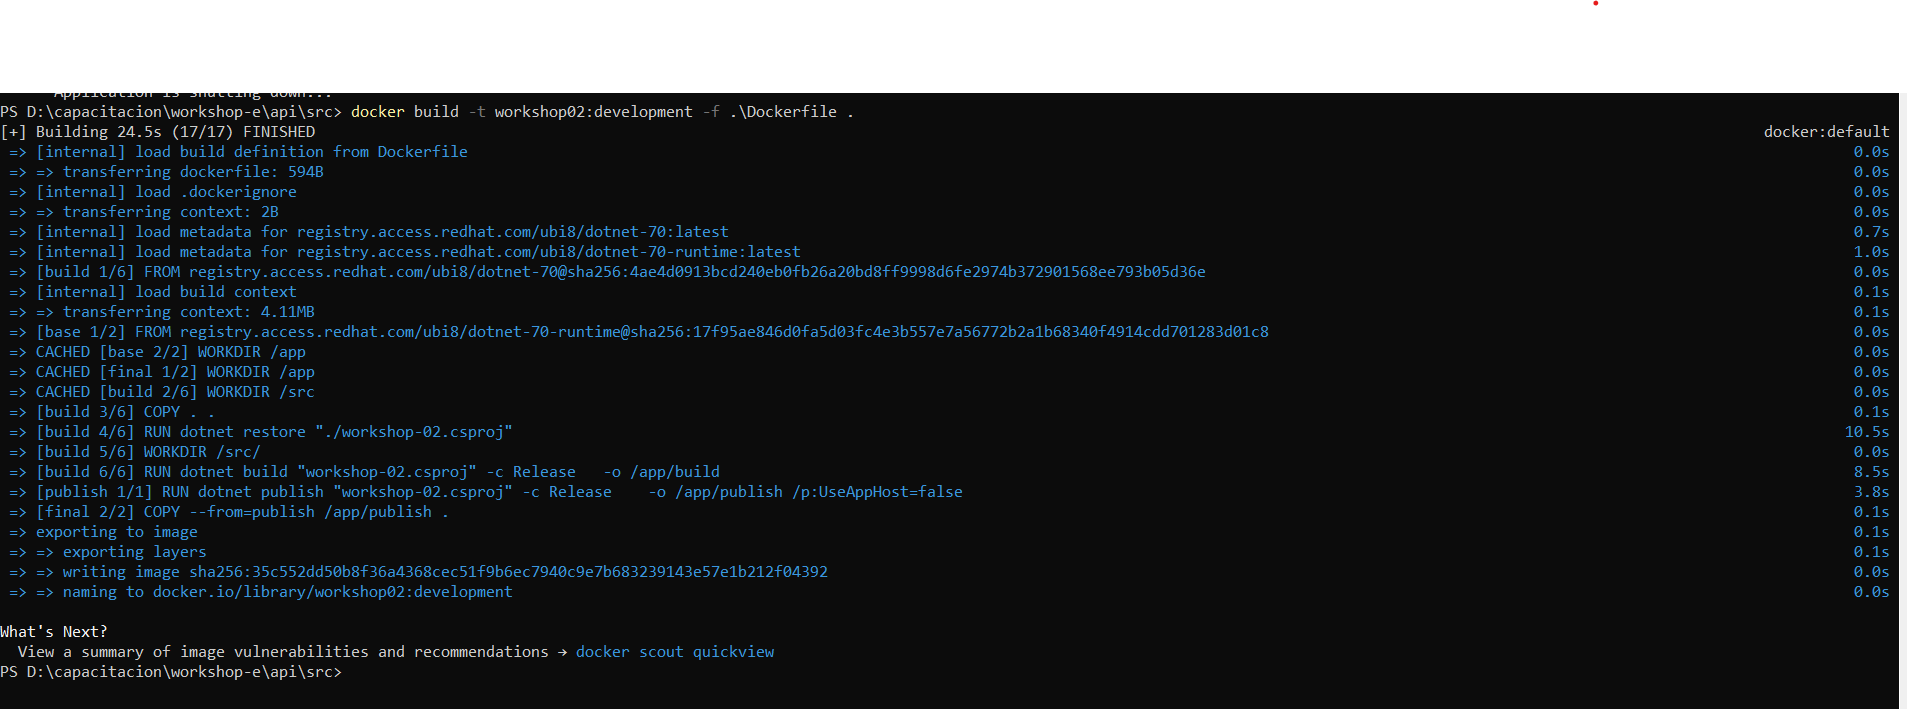 Application is shutting down...
PS D:\capacitacion\workshop-e\api\src> docker build -t workshop02:development -f .\Dockerfile .
[+] Building 24.5s (17/17) FINISHED docker:default
=> [internal] load build definition from Dockerfile 0.0s
=> => transferring dockerfile: 594B 0.0s
=> [internal] load .dockerignore 0.0s
=> => transferring context: 2B 0.0s
=> [internal] load metadata for registry.access.redhat.com/ubi8/dotnet-70:latest 0.7s
=> [internal] load metadata for registry.access.redhat.com/ubi8/dotnet-70-runtime:latest 1.0s
=> [build 1/6] FROM registry.access.redhat.com/ubi8/dotnet-70@sha256:4ae4d0913bcd240eb0fb26a20bd8ff9998d6fe2974b372901568ee793b05d36e 0.0s
=> [internal] load build context 0.1s
=> => transferring context: 4.11MB 0.1s
=> [base 1/2] FROM registry.access.redhat.com/ubi8/dotnet-70-runtime@sha256:17f95ae846d0fa5d03fc4e3b557e7a56772b2a1b68340f4914cdd701283d01c8 0.0s
=> CACHED [base 2/2] WORKDIR /app 0.0s
=> CACHED [final 1/2] WORKDIR /app 0.0s
=> CACHED [build 2/6] WORKDIR /src 0.0s
=> [build 3/6] COPY . . 0.1s
=> [build 4/6] RUN dotnet restore "./workshop-02.csproj" 10.5s
=> [build 5/6] WORKDIR /src/ 0.0s
=> [build 6/6] RUN dotnet build "workshop-02.csproj" -c Release   -o /app/build 8.5s
=> [publish 1/1] RUN dotnet publish "workshop-02.csproj" -c Release    -o /app/publish /p:UseAppHost=false 3.8s
=> [final 2/2] COPY --from=publish /app/publish . 0.1s
=> exporting to image 0.1s
=> => exporting layers 0.1s
=> => writing image sha256:35c552dd50b8f36a4368cec51f9b6ec7940c9e7b683239143e57e1b212f04392 0.0s
=> => naming to docker.io/library/workshop02:development 0.0s
What's Next?
View a summary of image vulnerabilities and recommendations → docker scout quickview
PS D:\capacitacion\workshop-e\api\src>